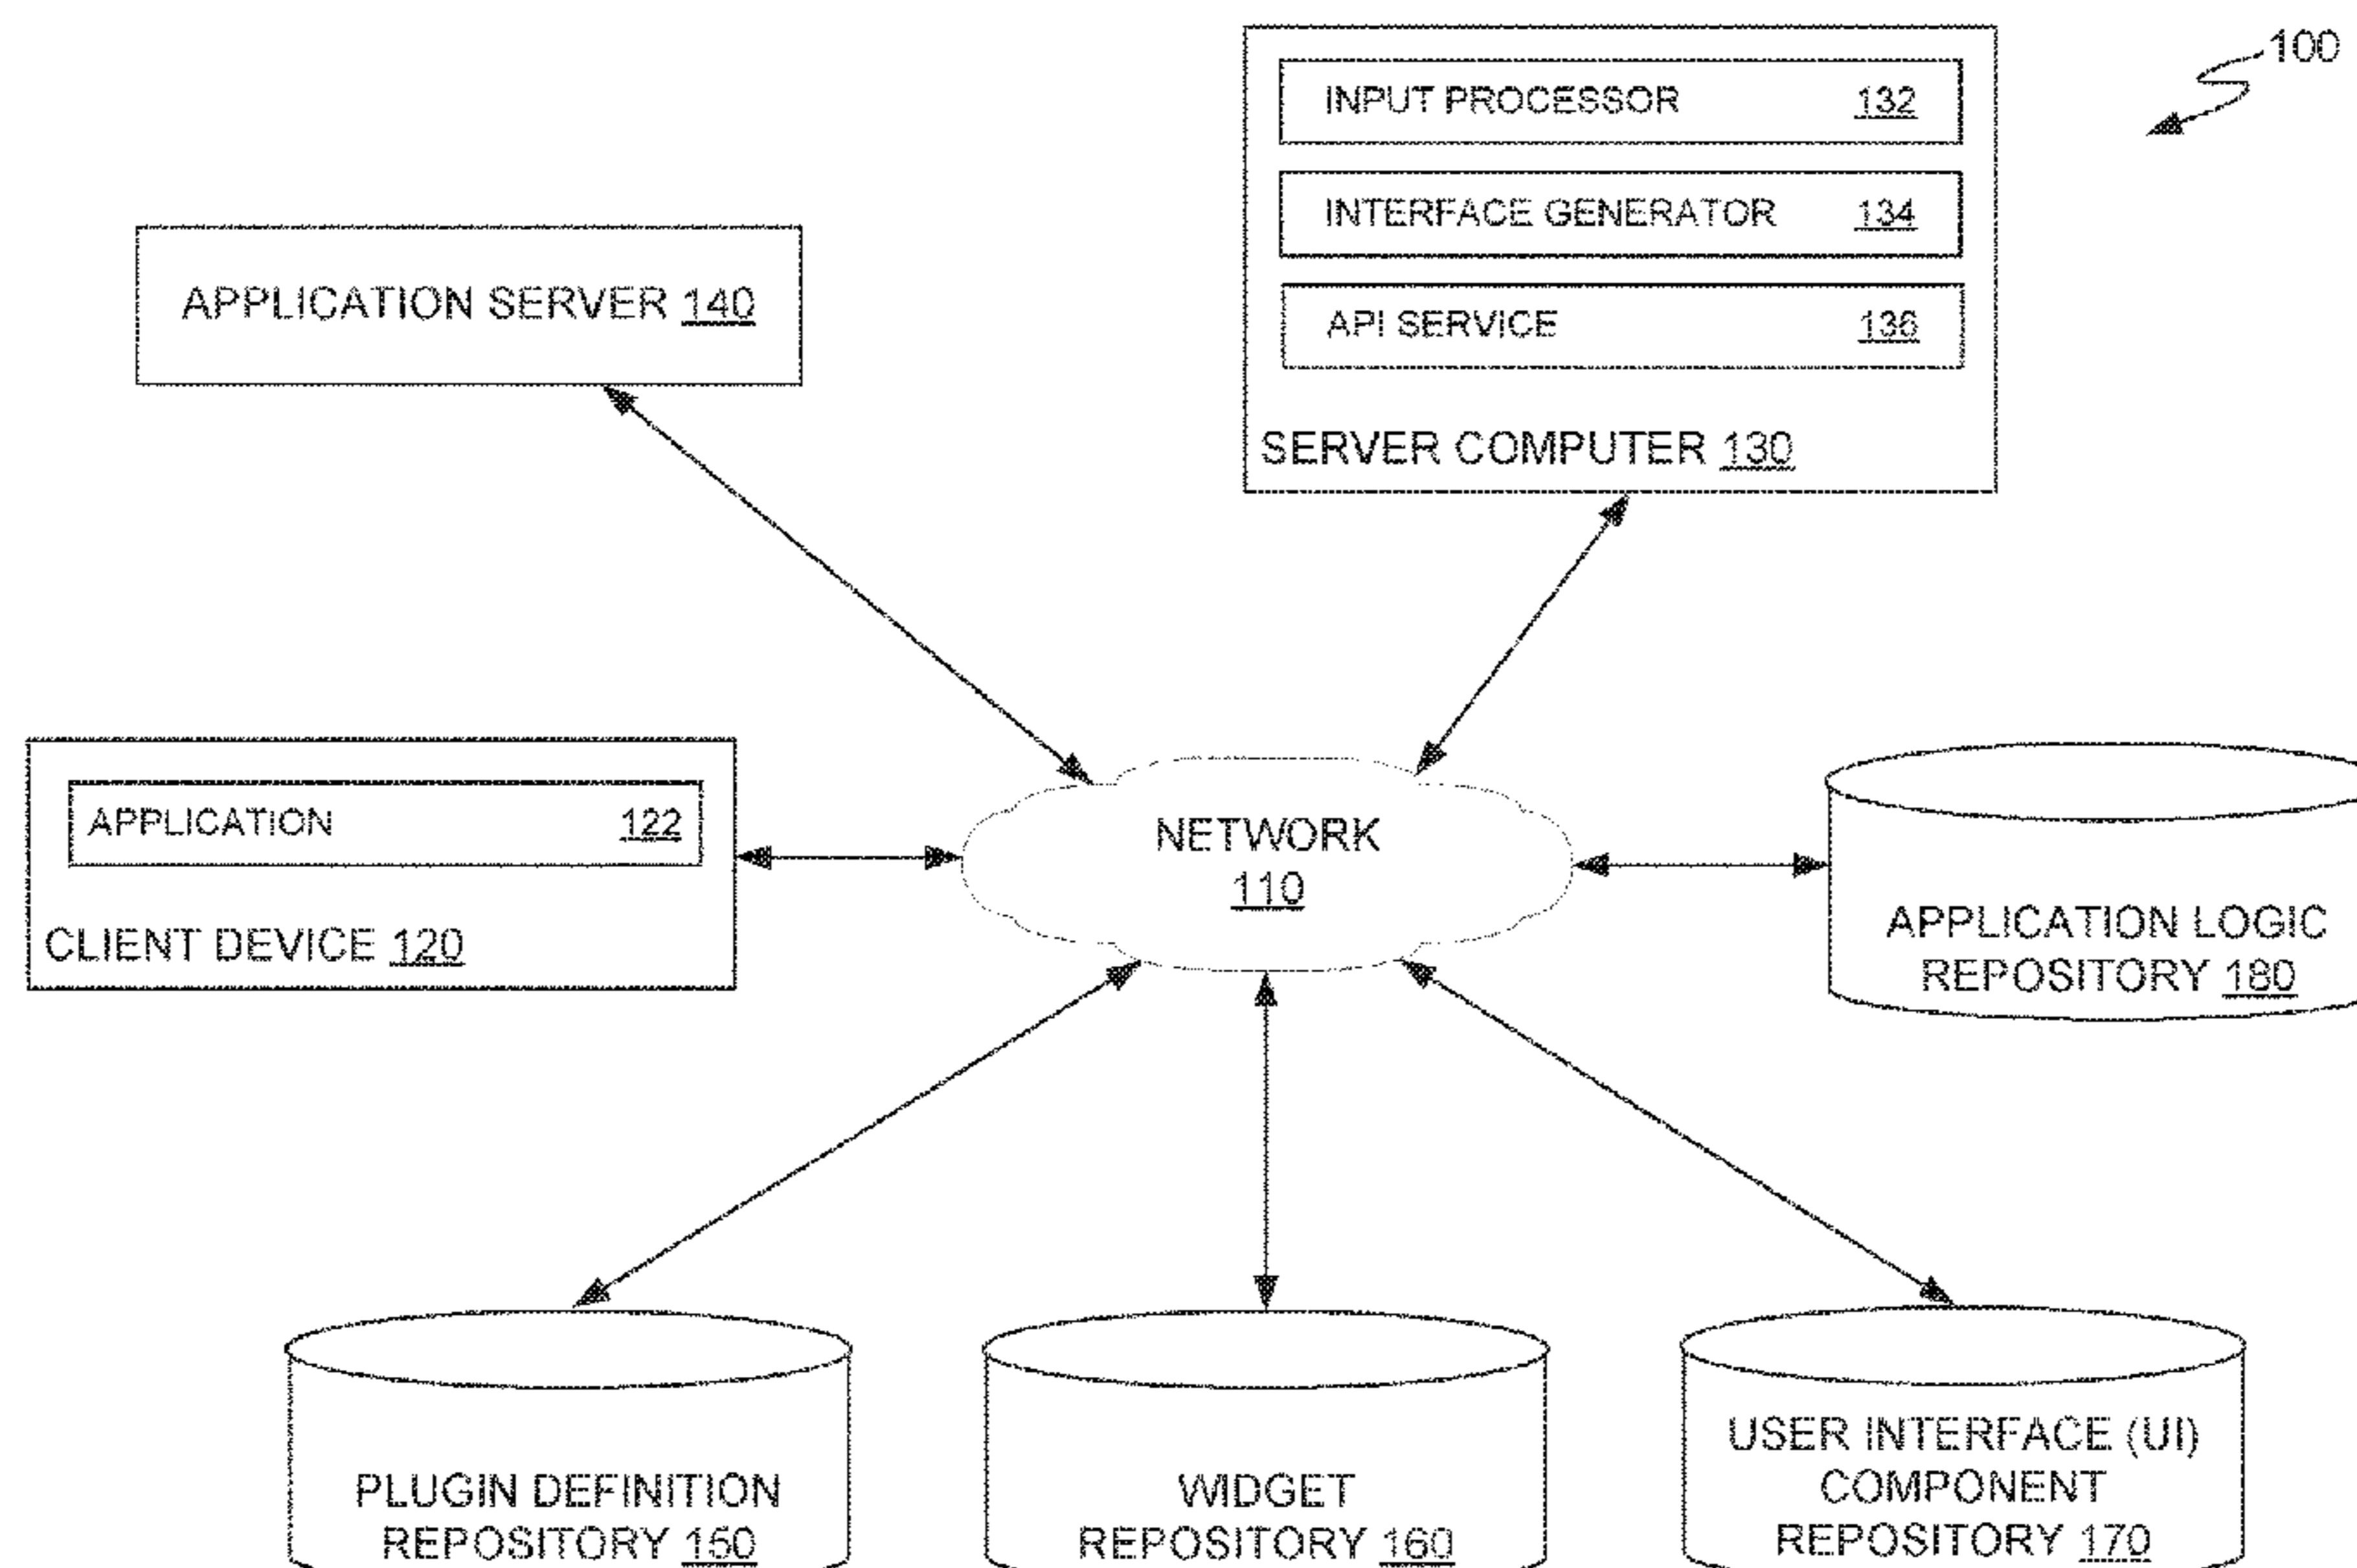 100
INPUT PROCESSOR 132
INTERFACE GENERATOR 134
API SERVICE 136
SERVER COMPUTER 130
APPLICATION SERVER 140
APPLICATION 122
CLIENT DEVICE 120
NETWORK
110
APPLICATION LOGIC
REPOSITORY 180
PLUGIN DEFINITION
REPOSITORY 150
WIDGET
REPOSITORY 160
USER INTERFACE (UI)
COMPONENT
REPOSITORY 170